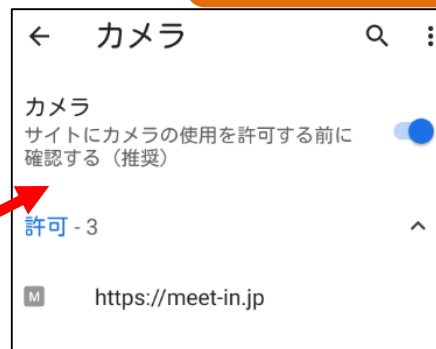 カメラ
カメラ
サイトにカメラの使用を許可する前に
確認する（推奨）
許可 - 3
M
https://meet-in.jp